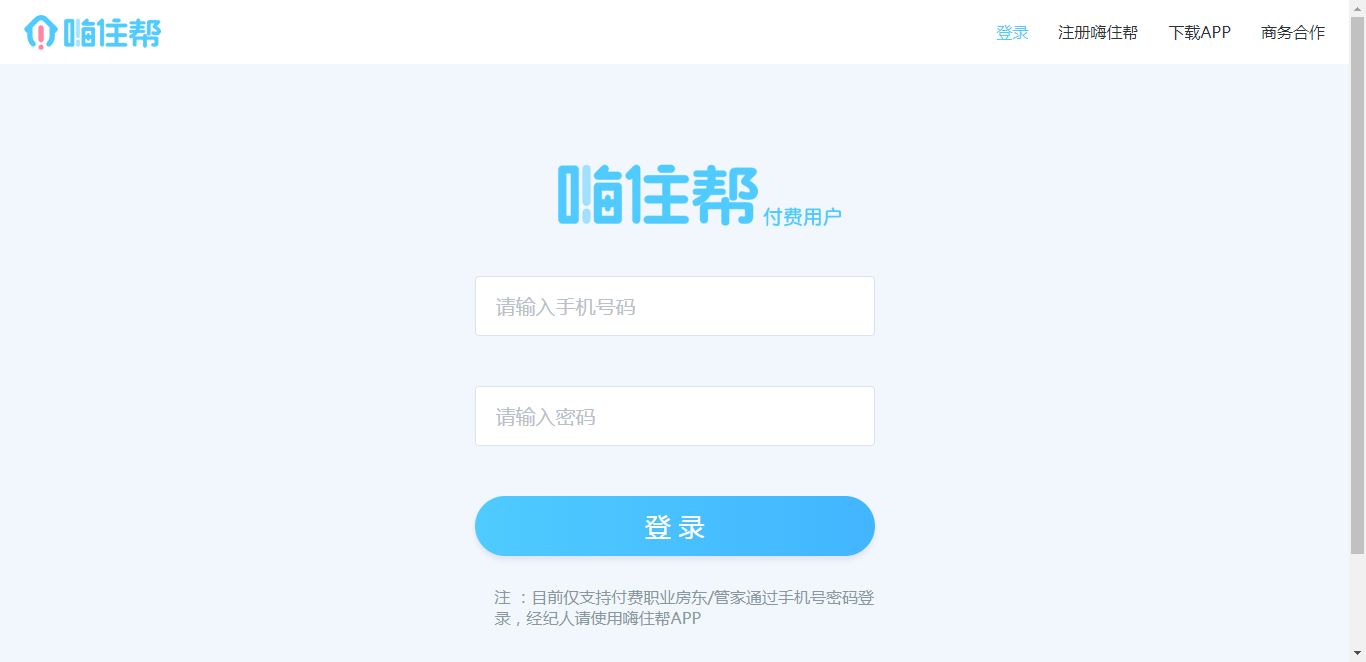 嗨住帮
登录 注册嗨住帮 下载APP 商务合作
嗨住帮 付费用户
请输入手机号码
请输入密码
登 录
注 ：目前仅支持付费职业房东/管家通过手机号密码登
录，经纪人请使用嗨住帮APP